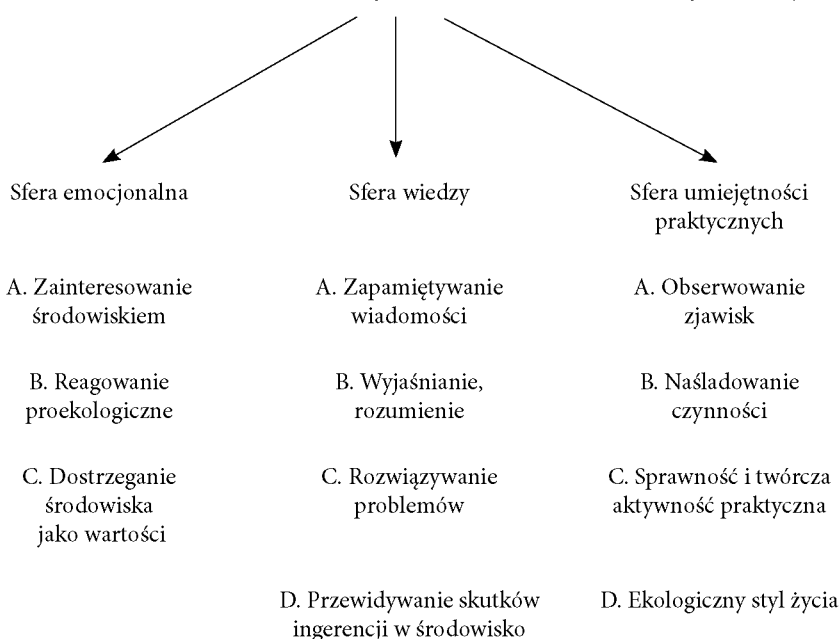 Sfera emocjonalna
Sfera wiedzy
Sfera umiejętności
praktycznych
A. Zainteresowanie
środowiskiem
A. Zapamiętywanie
wiadomości
A. Obserwowanie
zjawisk
B. Reagowanie
proekologiczne
B. Wyjaśnianie,
rozumienie
B. Naśladowanie
czynności
C. Dostrzeganie
środowiska
jako wartości
C. Rozwiązywanie
problemów
C. Sprawność i twórcza
aktywność praktyczna
D. Przewidywanie skutków
ingerencji w środowisko
D. Ekologiczny styl życia